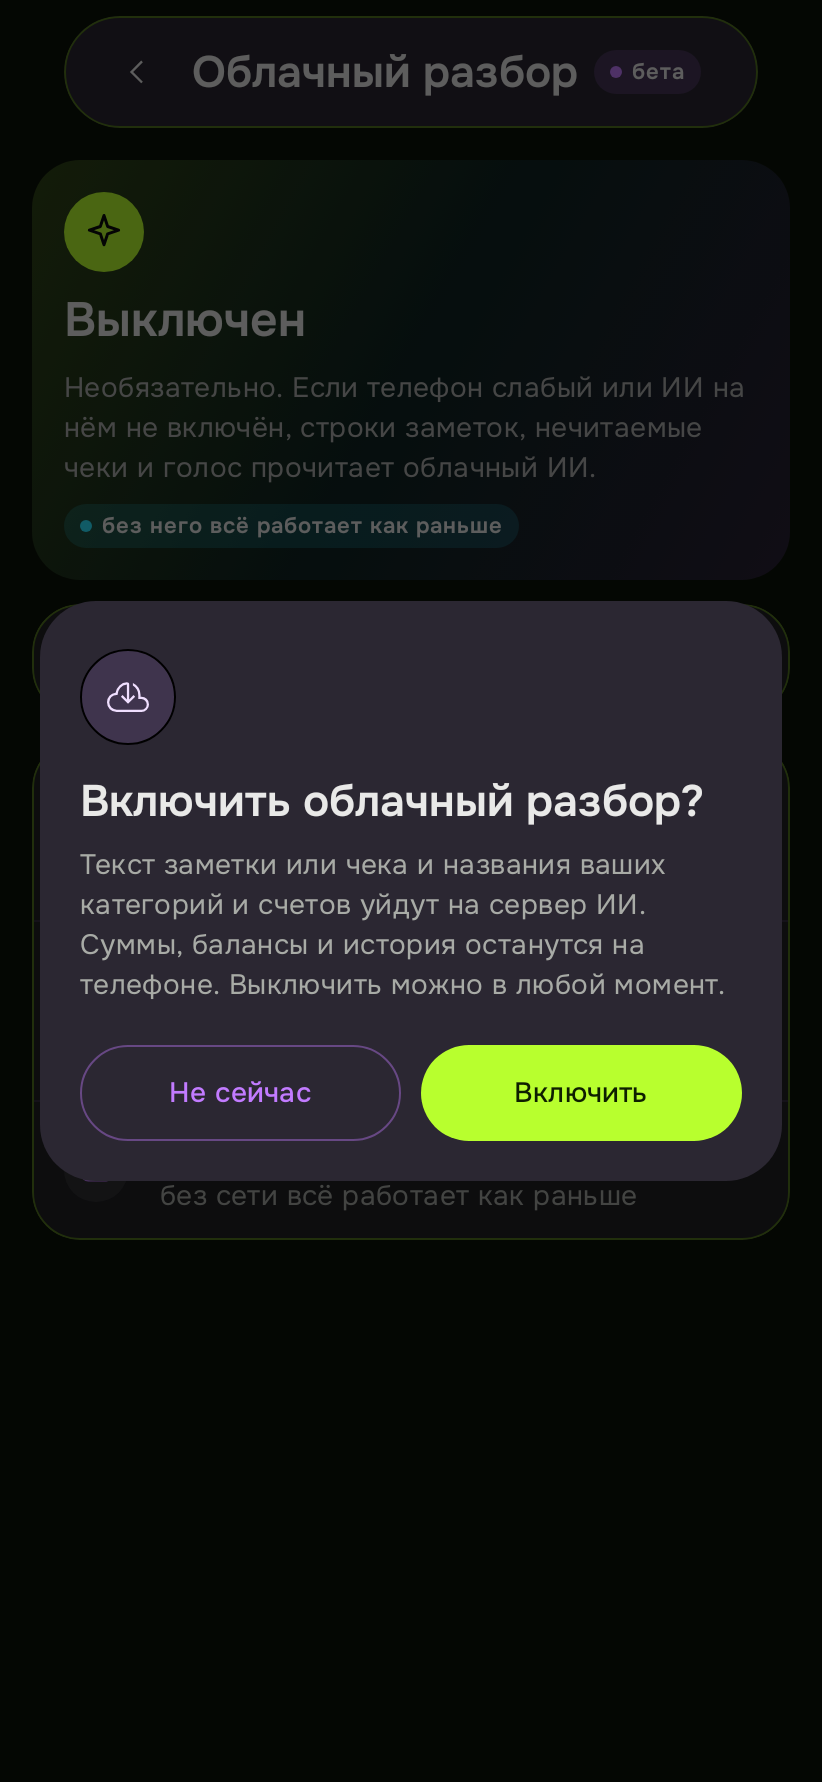 Облачный разбор
бета
Выключен
Необязательно. Если телефон слабый или ИИ на
нём не включён, строки заметок, нечитаемые
чеки и голос прочитает облачный ИИ.
без него всё работает как раньше
Включить облачный разбор?
Текст заметки или чека и названия ваших
категорий и счетов уйдут на сервер ИИ.
Суммы, балансы и история останутся на
телефоне. Выключить можно в любой момент.
Не сейчас
Включить
без сети всё работает как раньше